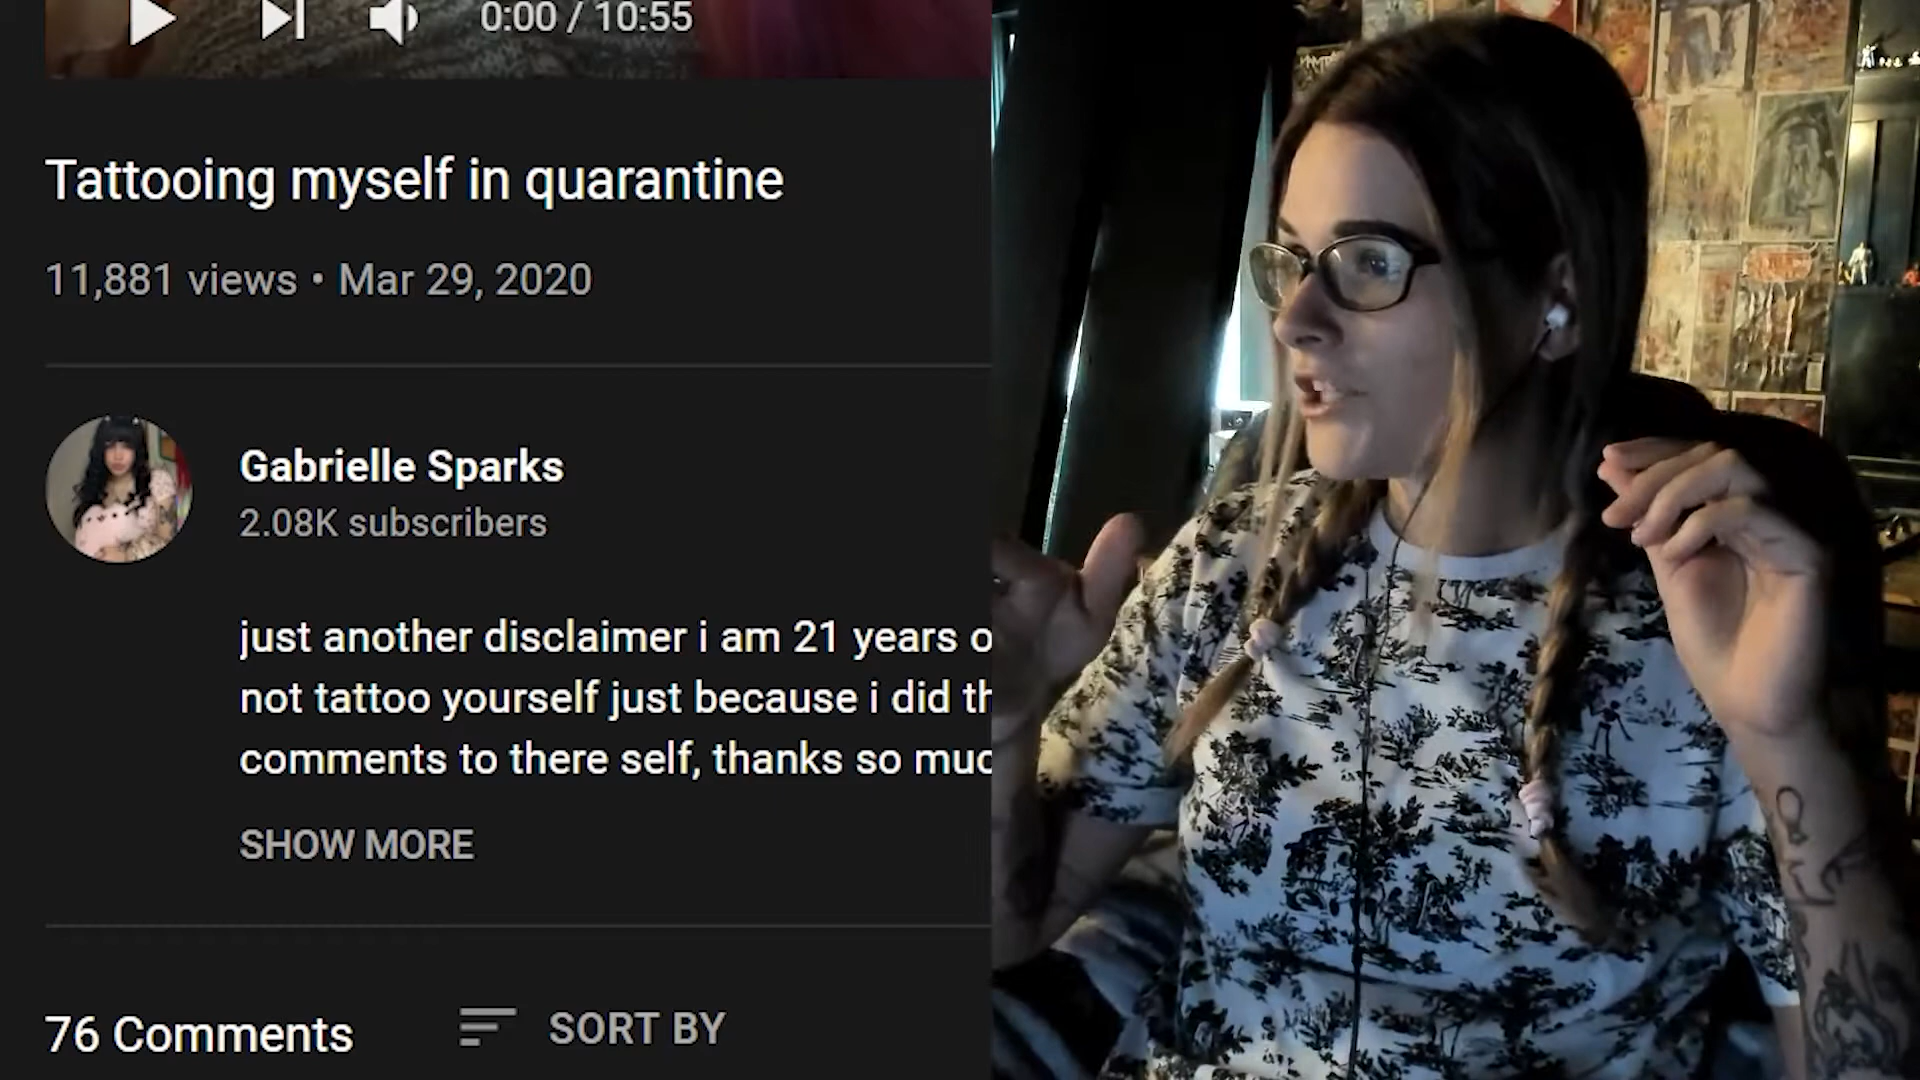 0:00 / 10:55
Tattooing myself in quarantine
11,881 views • Mar 29, 2020
Gabrielle Sparks
2.08K subscribers
just another disclaimer i am 21 years o
not tattoo yourself just because i did th
comments to there self, thanks so muc
SHOW MORE
76 Comments
SORT BY